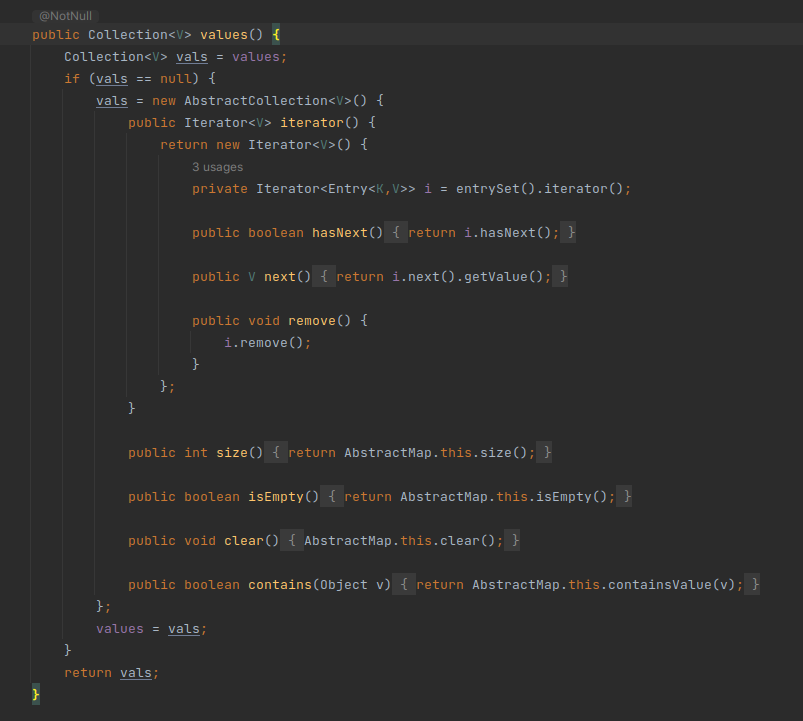 @NotNull
public Collection<V> values() {
    Collection<V> vals = values;
    if (vals == null) {
        vals = new AbstractCollection<V>() {
            public Iterator<V> iterator() {
                return new Iterator<V>() {
                    3 usages
                    private Iterator<Entry<K,V>> i = entrySet().iterator();
                    public boolean hasNext() { return i.hasNext(); }
                    public V next() { return i.next().getValue(); }
                    public void remove() {
                        i.remove();
                    }
                };
            }
            public int size() { return AbstractMap.this.size(); }
            public boolean isEmpty() { return AbstractMap.this.isEmpty(); }
            public void clear() { AbstractMap.this.clear(); }
            public boolean contains(Object v) { return AbstractMap.this.containsValue(v); }
        };
        values = vals;
    }
    return vals;
}